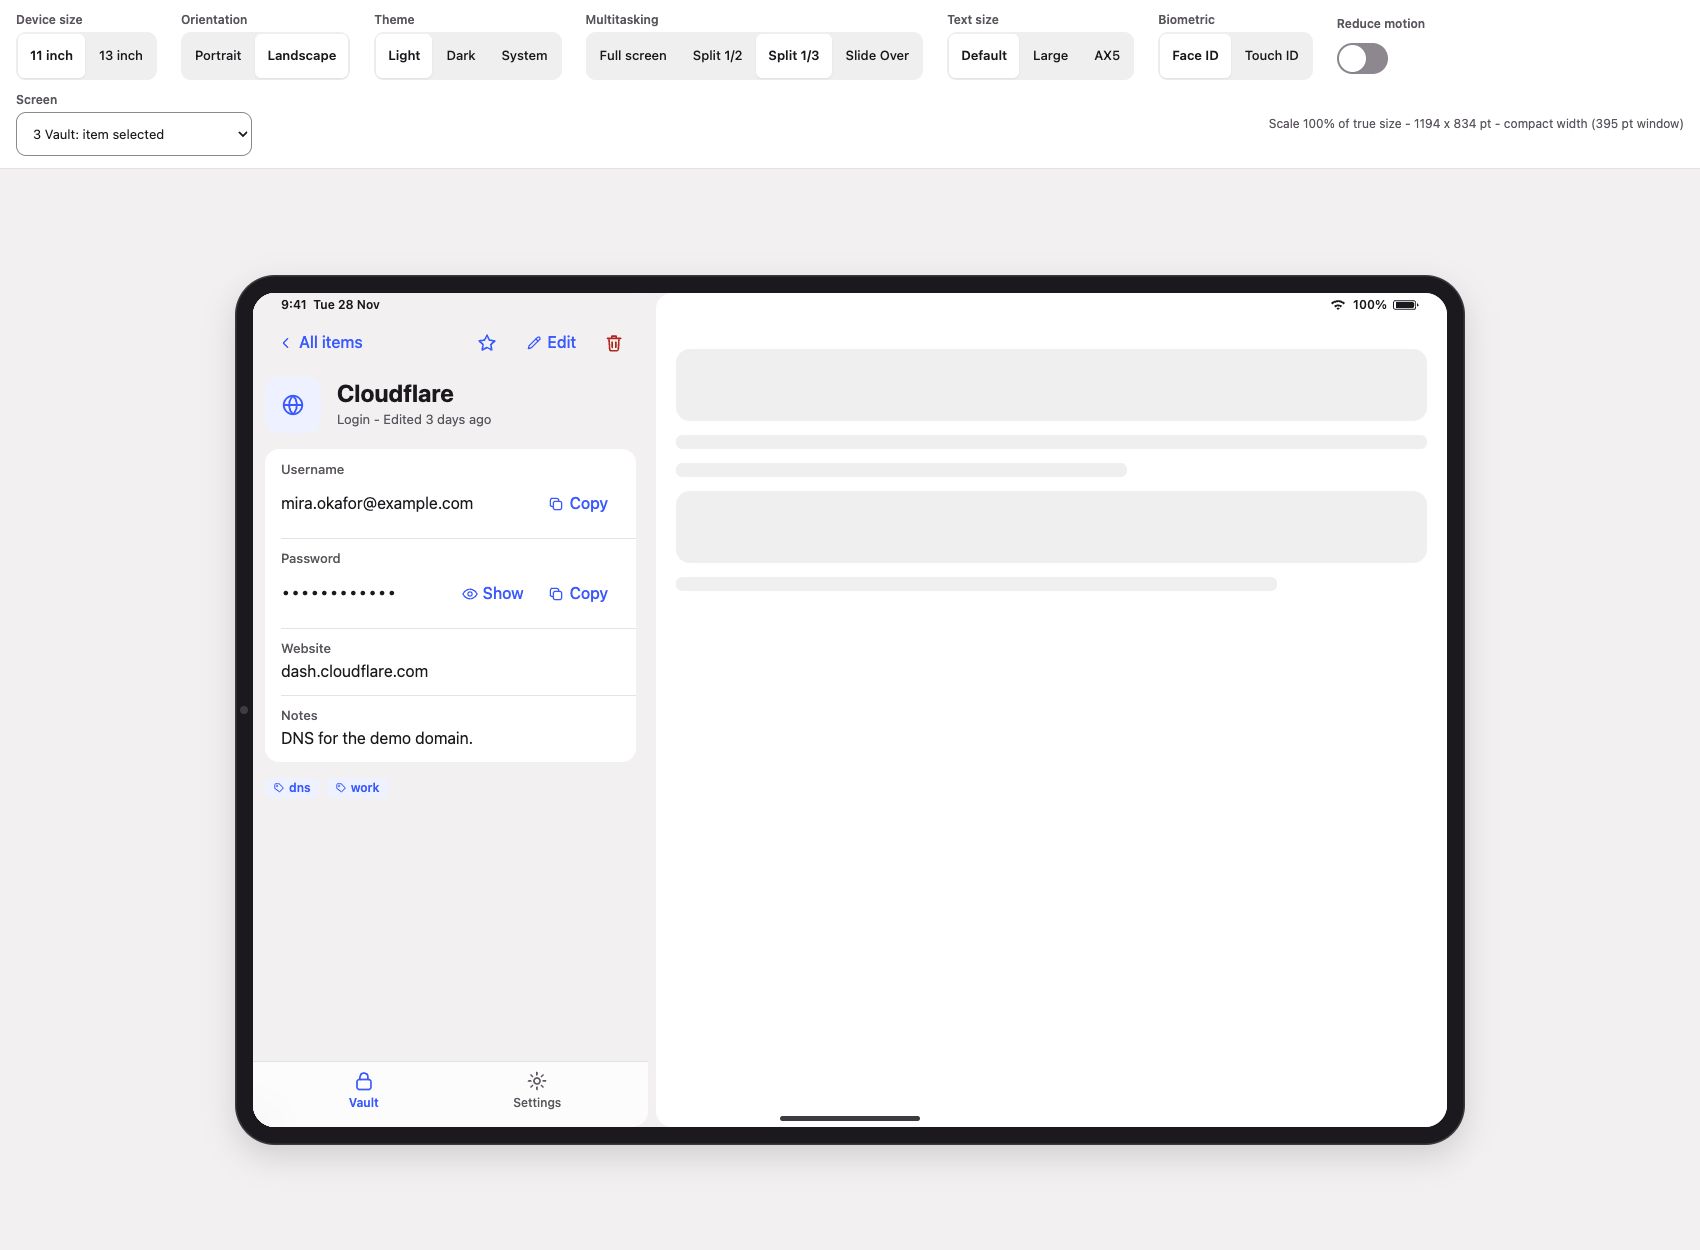 Device size
11 inch 13 inch
Orientation
Portrait Landscape
Theme
Light Dark System
Multitasking
Full screen Split 1/2 Split 1/3 Slide Over
Text size
Default Large AX5
Biometric
Face ID Touch ID
Reduce motion
Screen
3 Vault: item selected
Scale 100% of true size - 1194 x 834 pt - compact width (395 pt window)
9:41 Tue 28 Nov
100%
All items
Edit
Cloudflare
Login - Edited 3 days ago
Username
mira.okafor@example.com Copy
Password
•••••••••••• Show Copy
Website
dash.cloudflare.com
Notes
DNS for the demo domain.
dns work
Vault Settings